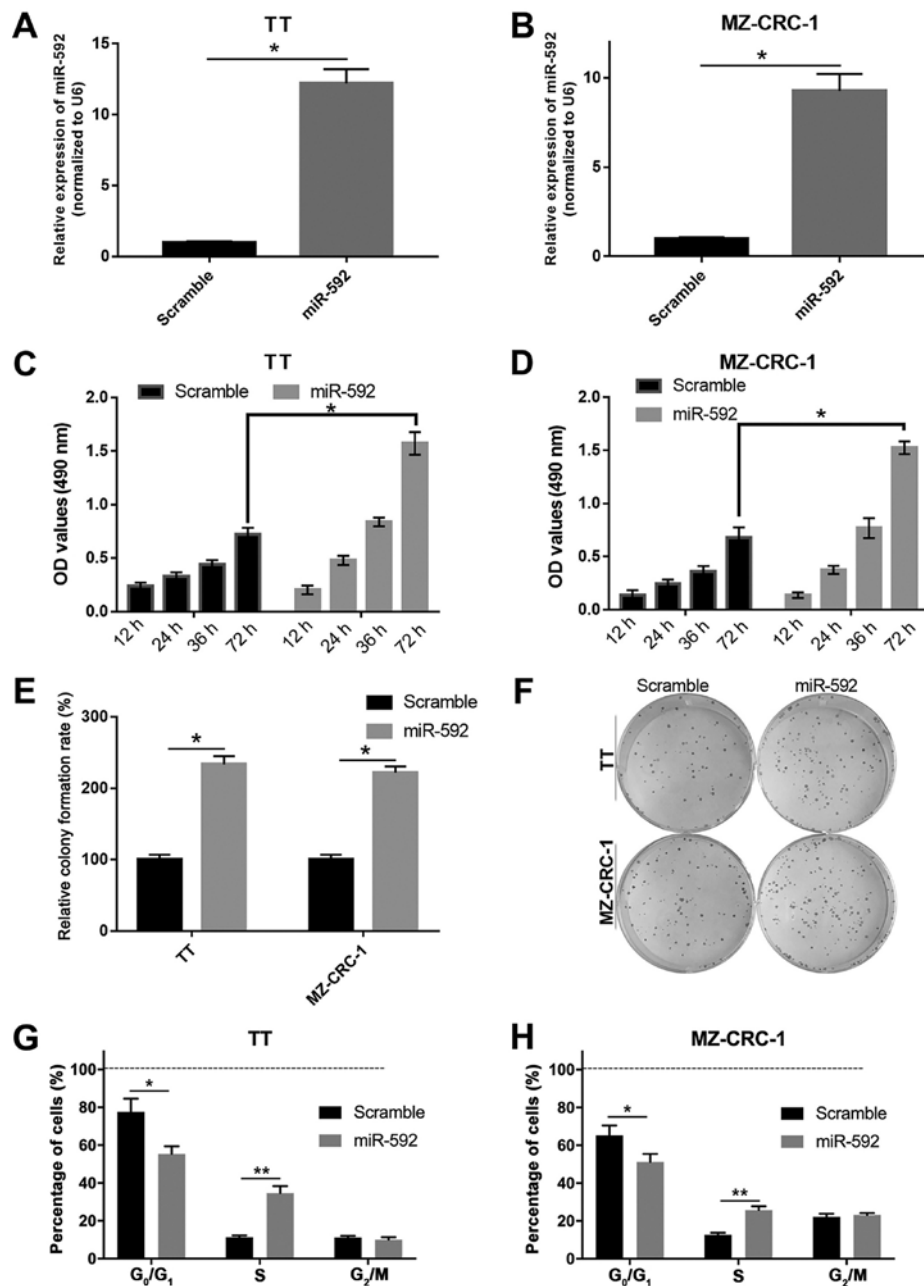 A
TT
Relative expression of miR-592
(normalized to U6)
15
10
5
0
*
Scramble
miR-592
B
MZ-CRC-1
Relative expression of miR-592
(normalized to U6)
10
5
0
*
Scramble
miR-592
C
TT
Scramble
miR-592
OD values (490 nm)
2.0
1.5
1.0
0.5
0.0
*
12 h
24 h
36 h
72 h
12 h
24 h
36 h
72 h
D
MZ-CRC-1
Scramble
miR-592
OD values (490 nm)
2.0
1.5
1.0
0.5
0.0
*
12 h
24 h
36 h
72 h
12 h
24 h
36 h
72 h
E
Scramble
miR-592
Relative colony formation rate (%)
300
200
100
0
*
*
TT
MZ-CRC-1
F
Scramble
miR-592
TT
MZ-CRC-1
G
TT
Percentage of cells (%)
100
80
60
40
20
0
*
**
Scramble
miR-592
G0/G1
S
G2/M
H
MZ-CRC-1
Percentage of cells (%)
100
80
60
40
20
0
*
**
Scramble
miR-592
G0/G1
S
G2/M